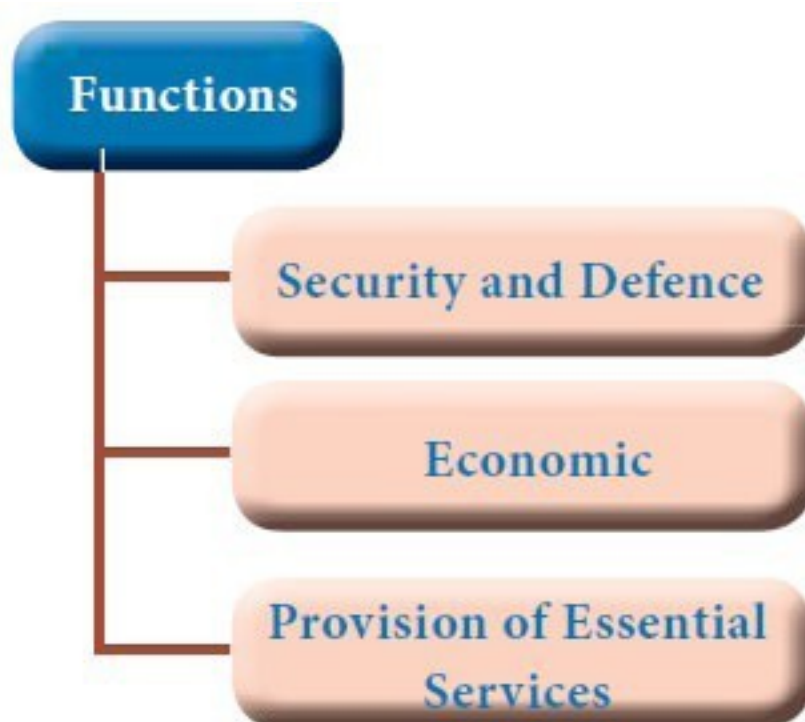 Functions
Security and Defence
Economic
Provision of Essential
Services